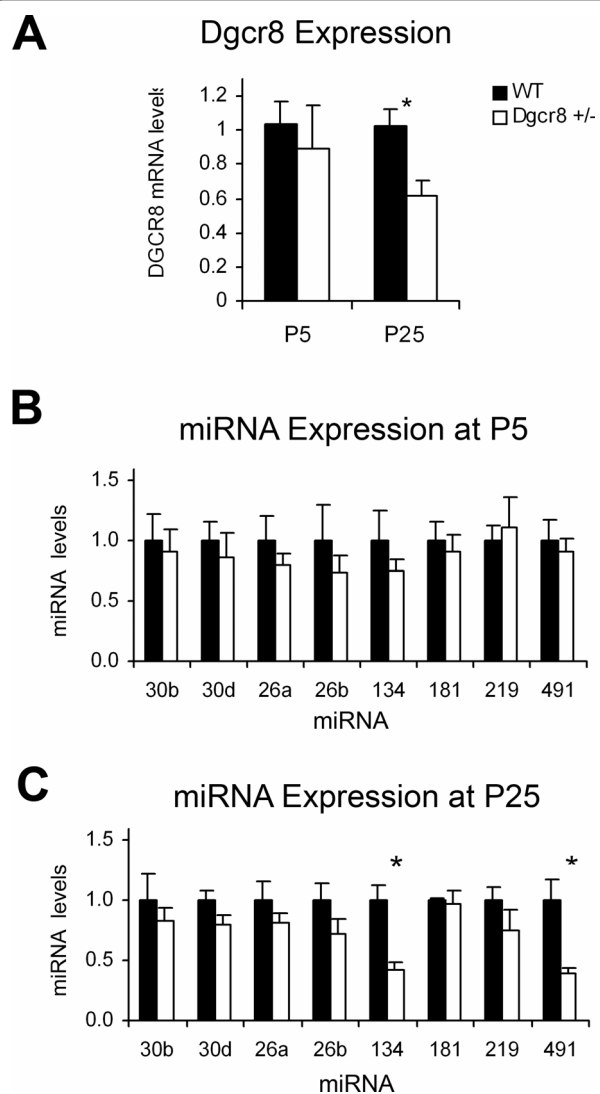 A
Dgcr8 Expression
DGCR8 mRNA levels
1.2
1
0.8
0.6
0.4
0.2
0
*
WT
Dgcr8 +/-
P5 P25
B
miRNA Expression at P5
miRNA levels
1.5
1.0
0.5
0.0
30b 30d 26a 26b 134 181 219 491
miRNA
C
miRNA Expression at P25
miRNA levels
1.5
1.0
0.5
0.0
* *
30b 30d 26a 26b 134 181 219 491
miRNA